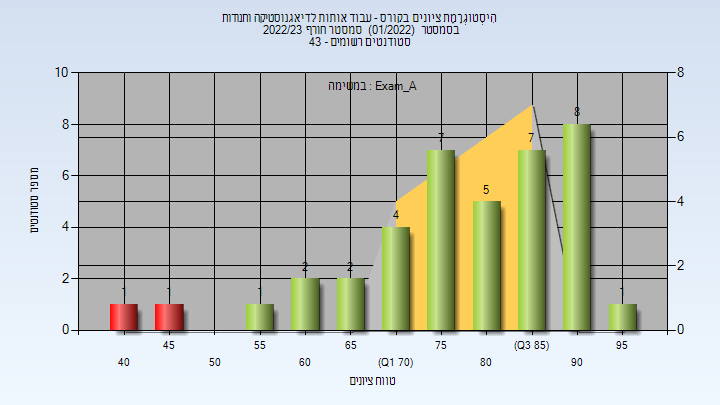 הִיסְטוֹגְרָמַת ציונים בקורס - עבוד אותות לדיאגנוסטיקה וחנודות
בסמסטר (01/2022) סמסטר חורף 2022/23
סטודנטים רשומים - 43
במשימה : Exam_A
10 8 6 4 2 0
8 6 4 2 0
מספר סטודנטים
1 1 1 2 2 4 7 5 7 8 1
45 55 65 75 (Q3 85) 95
40 50 60 (Q1 70) 80 90
טווח ציונים